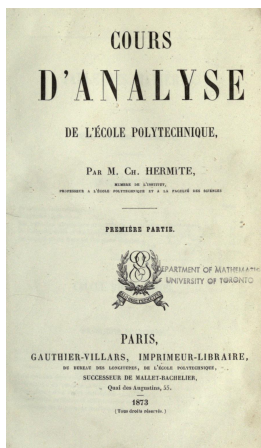 COURS
D'ANALYSE
DE L'ÉCOLE POLYTECHNIQUE,
PAR M. CH. HERMITE,
MEMBRE DE L'INSTITUT,
PROFESSEUR A L'ÉCOLE POLYTECHNIQUE ET A LA FACULTÉ DES SCIENCES
PREMIÈRE PARTIE.
DEPARTMENT OF MATHEMATICS
UNIVERSITY OF TORONTO
PARIS,
GAUTHIER-VILLARS, IMPRIMEUR-LIBRAIRE,
DU BUREAU DES LONGITUDES, DE L'ÉCOLE POLYTECHNIQUE,
SUCCESSEUR DE MALLET-BACHELIER,
Quai des Augustins, 55.
1873
(Tous droits réservés.)